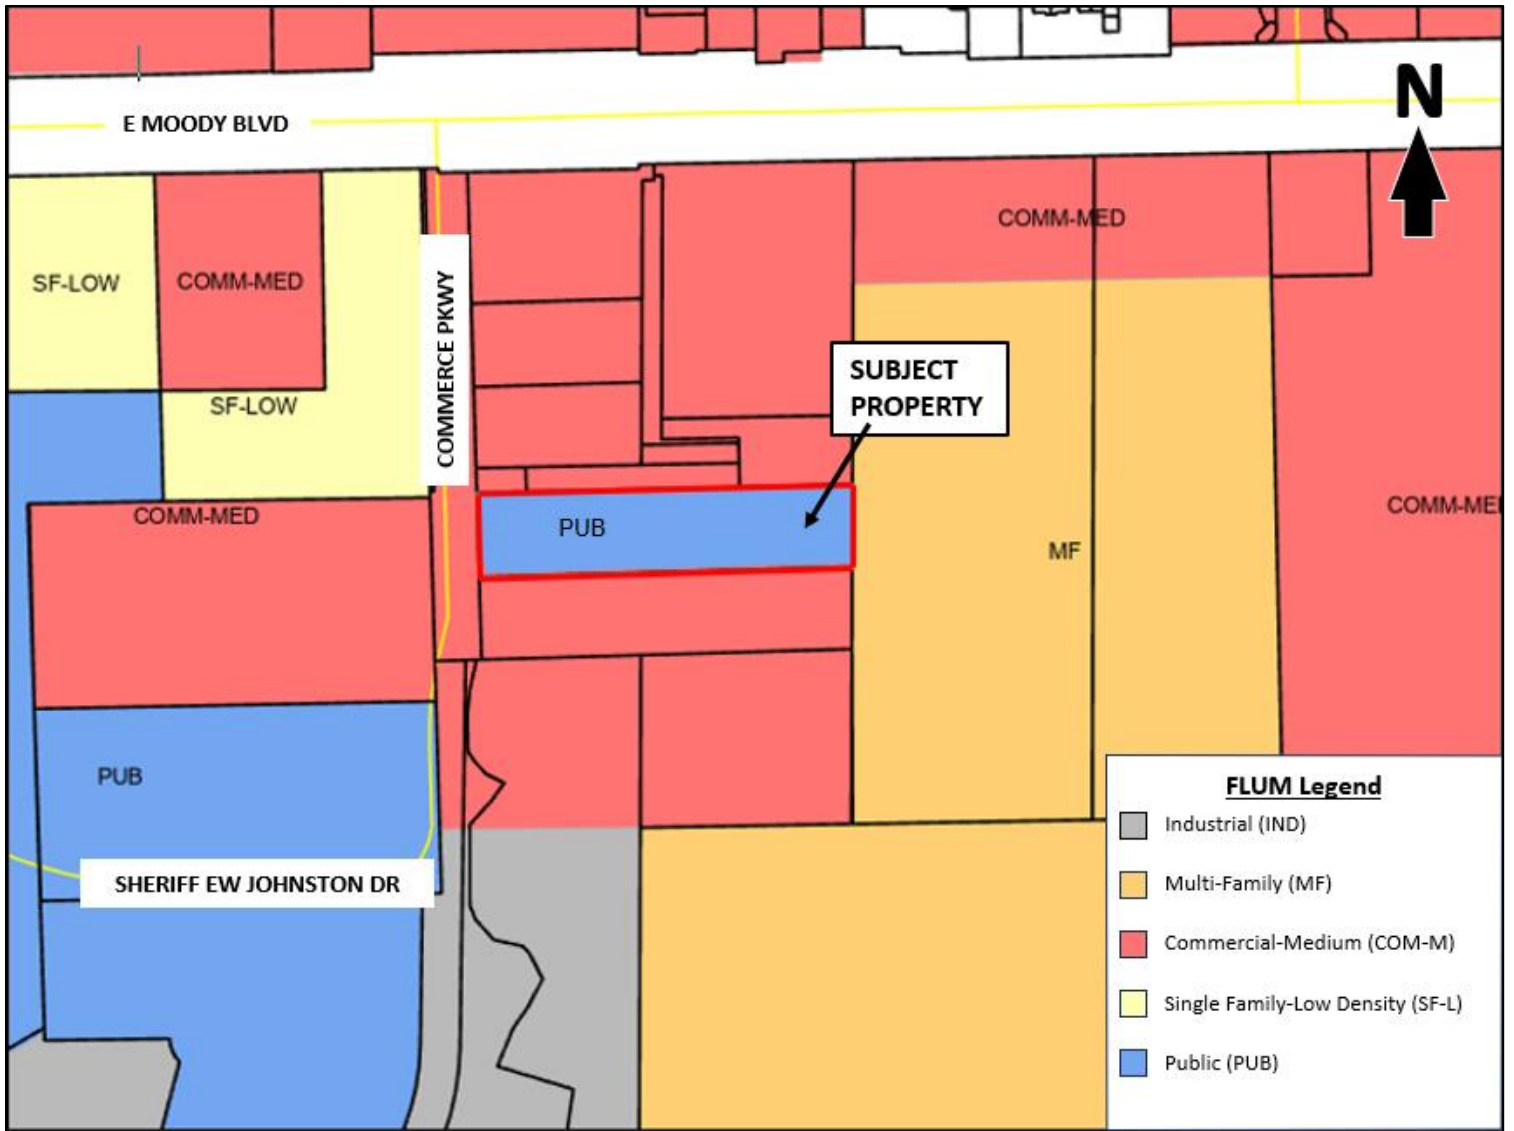 N
E MOODY BLVD
COMM-MED
SF-LOW
COMM-MED
COMMERCE PKWY
SUBJECT
PROPERTY
SF-LOW
COMM-MED
COMM-ME
PUB
MF
PUB
SHERIFF EW JOHNSTON DR
FLUM Legend
Industrial (IND)
Multi-Family (MF)
Commercial-Medium (COM-M)
Single Family-Low Density (SF-L)
Public (PUB)